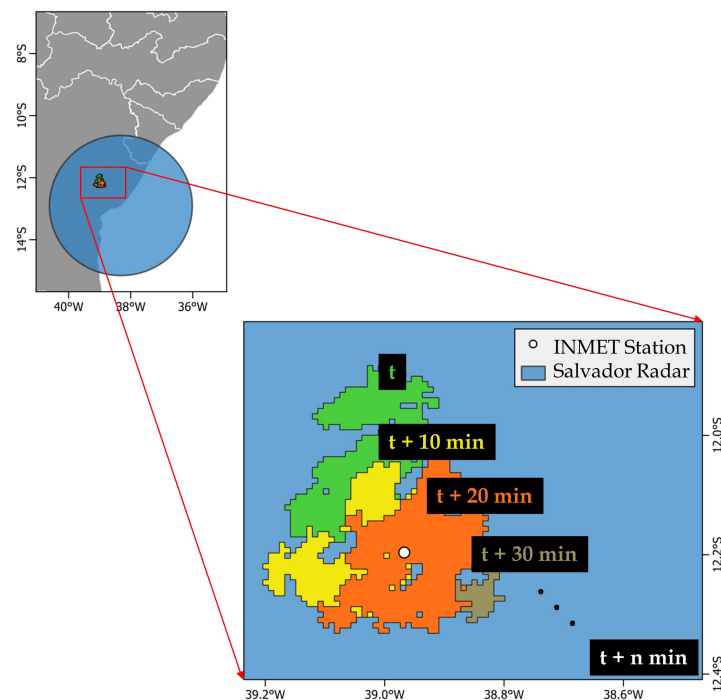 8°S
10°S
12°S
14°S
40°W
38°W
36°W
INMET Station
Salvador Radar
t
t + 10 min
t + 20 min
t + 30 min
t + n min
12.0°S
12.2°S
12.4°S
39.2°W
39.0°W
38.8°W
38.6°W